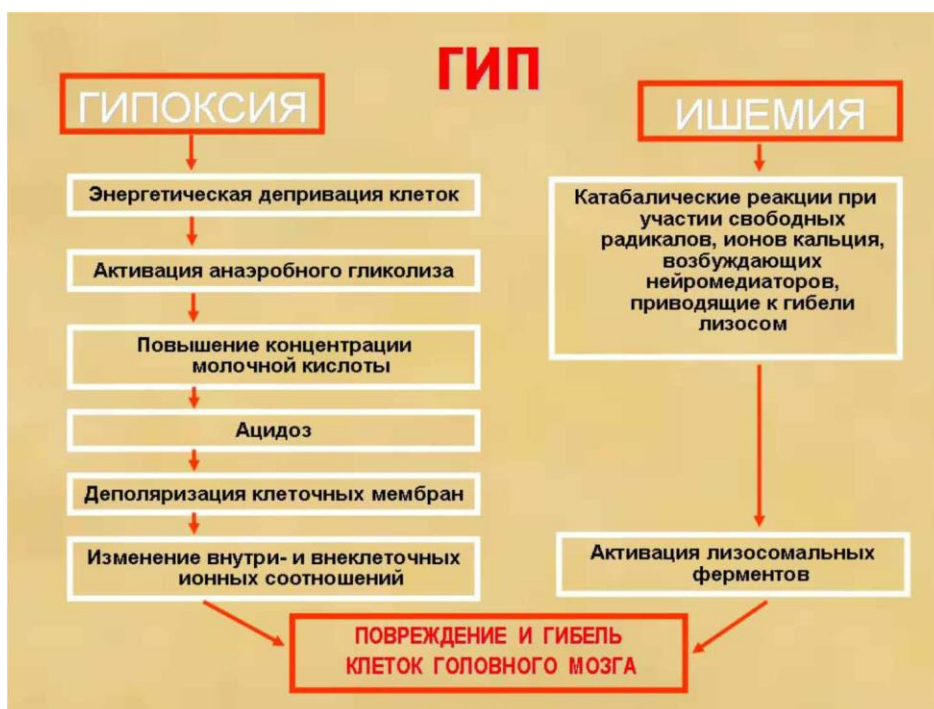 ГИП
ГИПОКСИЯ
Энергетическая депривация клеток
Активация анаэробного гликолиза
Повышение концентрации
молочной кислоты
Ацидоз
Деполяризация клеточных мембран
Изменение внутри- и внеклеточных
ионных соотношений
ИШЕМИЯ
Катабалические реакции при
участии свободных
радикалов, ионов кальция,
возбуждающих
нейромедиаторов,
приводящие к гибели
лизосом
Активация лизосомальных
ферментов
ПОВРЕЖДЕНИЕ И ГИБЕЛЬ
КЛЕТОК ГОЛОВНОГО МОЗГА